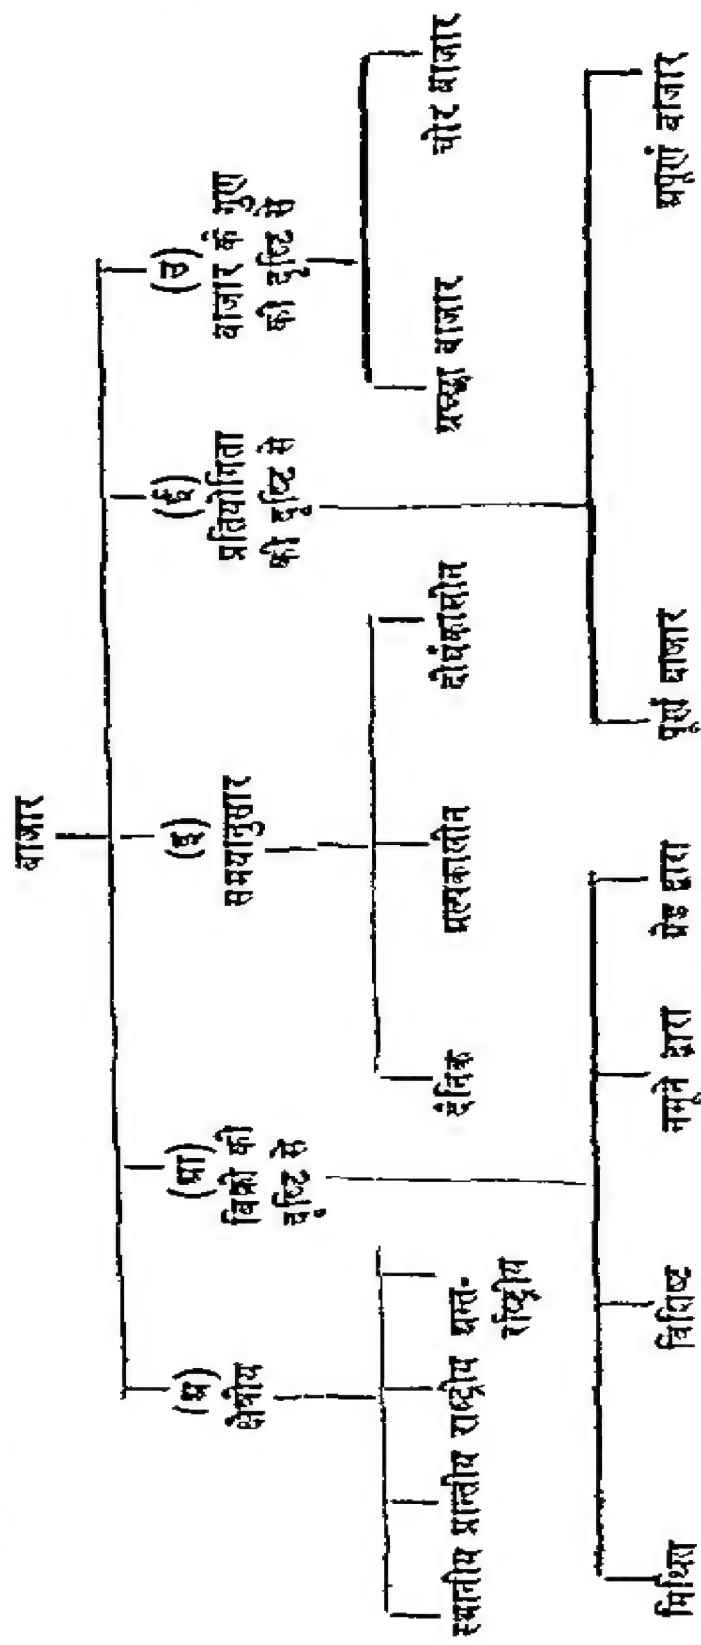 बाजार
(अ)
क्षेत्रीय
(आ)
बिक्री की
दृष्टि से
(इ)
समयानुसार
(ई)
प्रतियोगिता
की दृष्टि से
(उ)
बाजार के गुण
की दृष्टि से
स्थानीय प्रान्तीय राष्ट्रीय अन्त-
र्राष्ट्रीय
दैनिक
अल्पकालीन
दीर्घकालीन
अच्छा बाजार
चोर बाजार
मिश्रित
विशिष्ट
नमूने द्वारा
ग्रेड द्वारा
पूर्ण बाजार
अपूर्ण बाजार